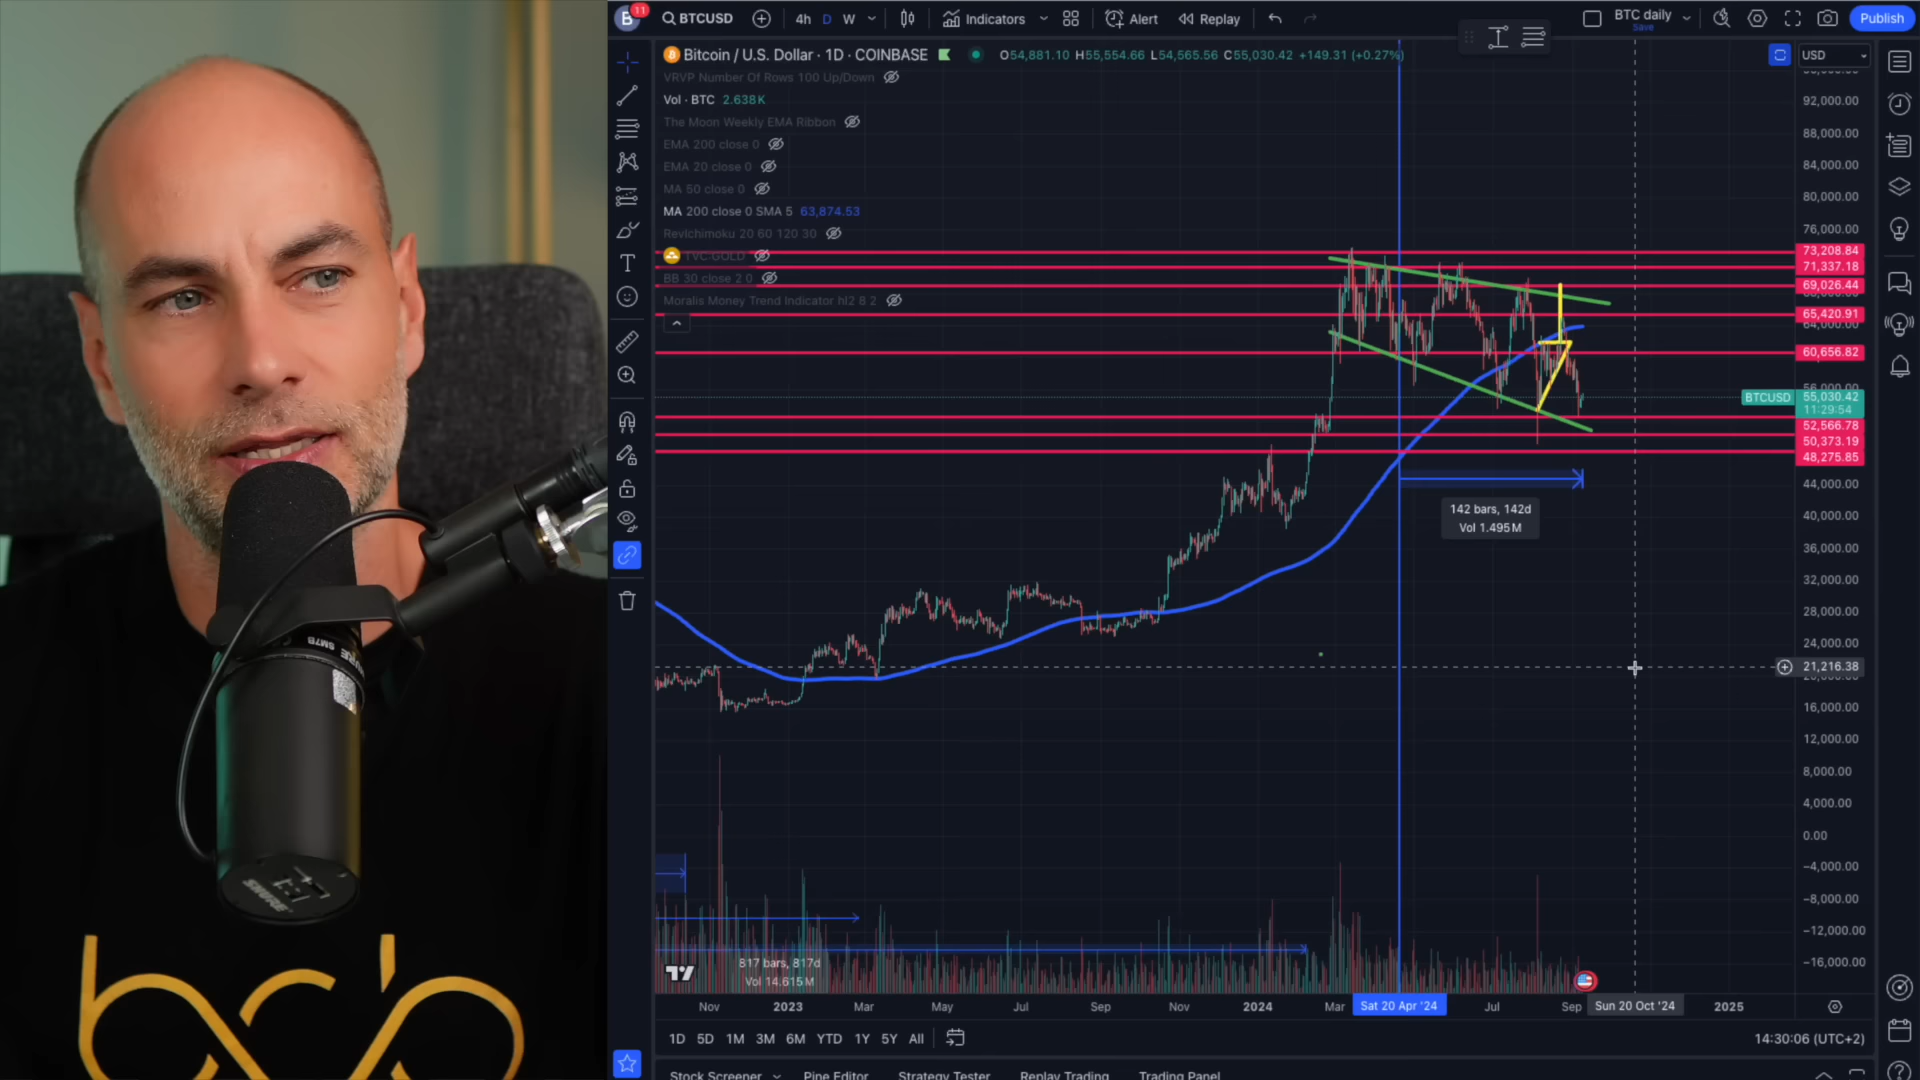 B 11 BTCUSD 4h D W Indicators Alert Replay BTC daily Save Publish
Bitcoin / U.S. Dollar · 1D · COINBASE O54,881.10 H55,554.66 L54,565.56 C55,030.42 +149.31 (+0.27%) USD
VRVP Number Of Rows 100 Up/Down
Vol · BTC 2.638K
The Moon Weekly EMA Ribbon
EMA 200 close 0
EMA 20 close 0
MA 50 close 0
MA 200 close 0 SMA 5 63,874.53
RevIchimoku 20 60 120 30
TVC:GOLD
BB 30 close 2 0
Moralis Money Trend Indicator hl2 8 2
92,000.00
88,000.00
84,000.00
80,000.00
76,000.00
73,208.84
71,337.18
69,026.44
65,420.91
64,000.00
60,656.82
56,000.00
BTCUSD 55,030.42
11:29:54
52,566.78
50,373.19
48,275.85
44,000.00
142 bars, 142d
Vol 1.495M
40,000.00
36,000.00
32,000.00
28,000.00
24,000.00
21,216.38
16,000.00
12,000.00
8,000.00
4,000.00
0.00
-4,000.00
-8,000.00
-12,000.00
-16,000.00
817 bars, 817d
Vol 14.615M
Nov 2023 Mar May Jul Sep Nov 2024 Mar Sat 20 Apr '24 Jul Sep Sun 20 Oct '24 2025
1D 5D 1M 3M 6M YTD 1Y 5Y All 14:30:06 (UTC+2)
Stock Screener Pine Editor Strategy Tester Replay Trading Trading Panel
SM7B
SHURE
bcb